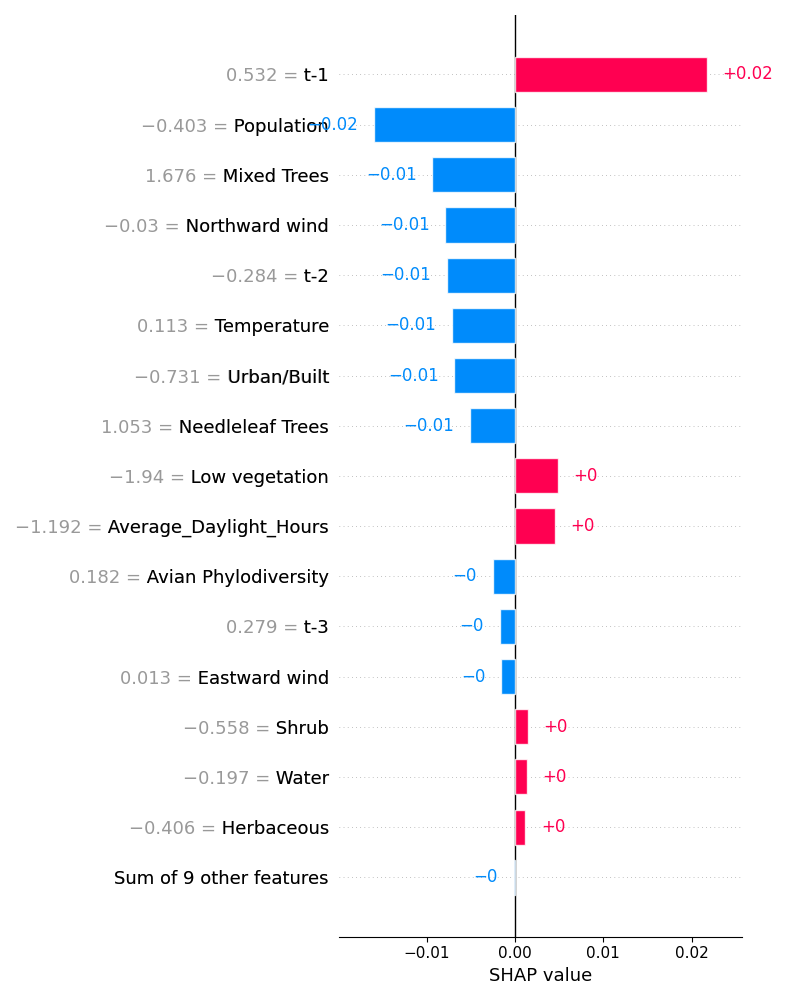 0.532 = t-1 +0.02
−0.403 = Population −0.02
1.676 = Mixed Trees −0.01
−0.03 = Northward wind −0.01
−0.284 = t-2 −0.01
0.113 = Temperature −0.01
−0.731 = Urban/Built −0.01
1.053 = Needleleaf Trees −0.01
−1.94 = Low vegetation +0
−1.192 = Average_Daylight_Hours +0
0.182 = Avian Phylodiversity −0
0.279 = t-3 −0
0.013 = Eastward wind −0
−0.558 = Shrub +0
−0.197 = Water +0
−0.406 = Herbaceous +0
Sum of 9 other features −0
−0.01 0.00 0.01 0.02
SHAP value